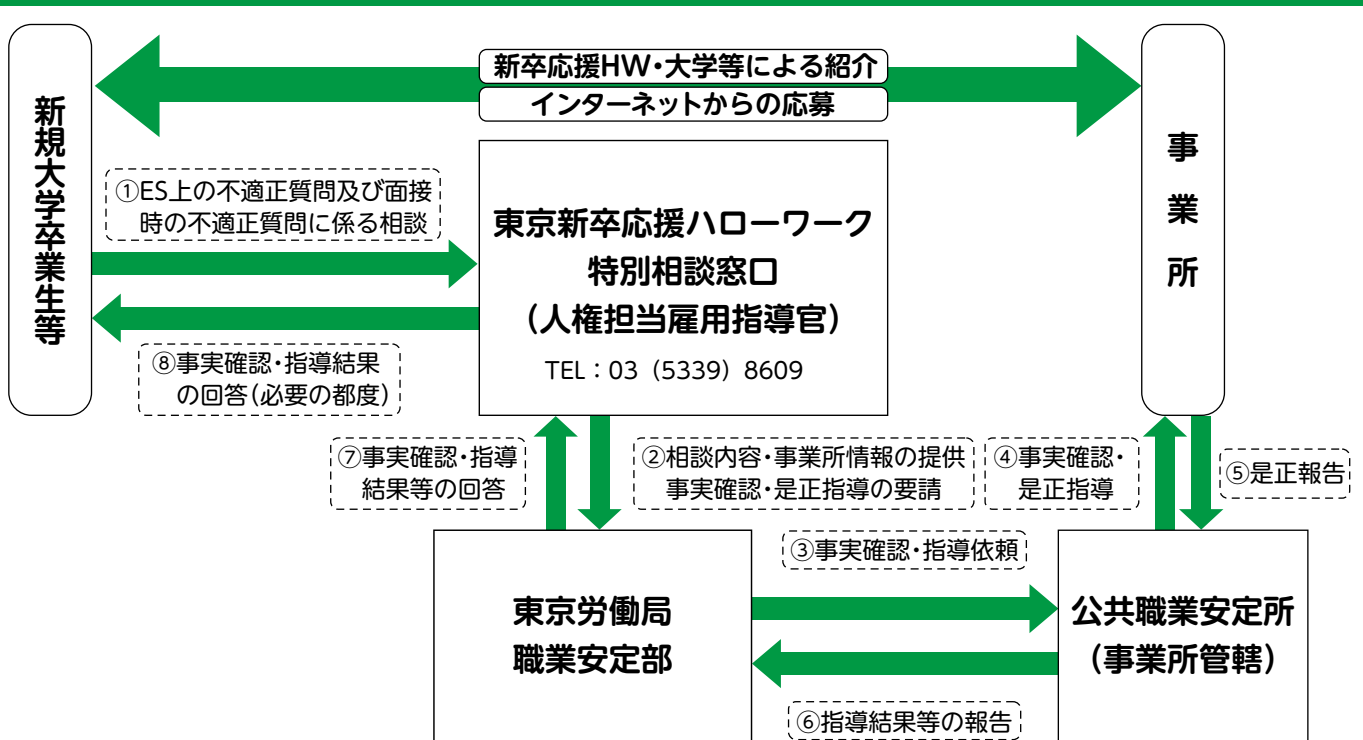 新卒応援HW・大学等による紹介
インターネットからの応募
新規大学卒業生等
事業所
①ES上の不適正質問及び面接
時の不適正質問に係る相談
東京新卒応援ハローワーク
特別相談窓口
（人権担当雇用指導官）
TEL：03（5339）8609
⑧事実確認・指導結果
の回答（必要の都度）
⑦事実確認・指導
結果等の回答
②相談内容・事業所情報の提供
事実確認・是正指導の要請
④事実確認・
是正指導
⑤是正報告
③事実確認・指導依頼
東京労働局
職業安定部
公共職業安定所
（事業所管轄）
⑥指導結果等の報告